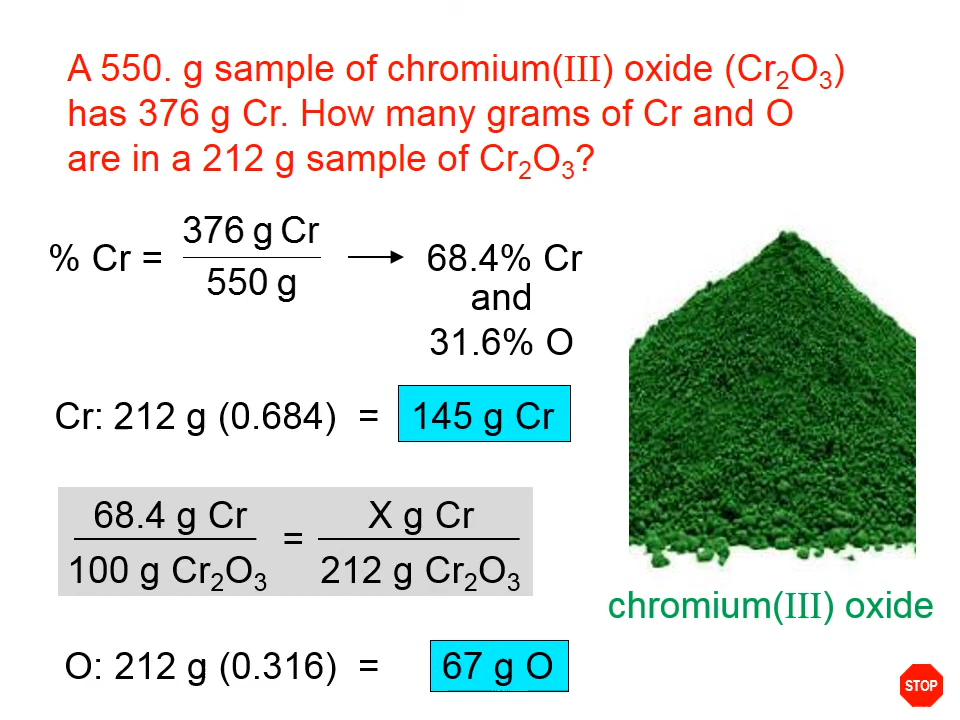 A 550. g sample of chromium(III) oxide (Cr₂O₃)
has 376 g Cr. How many grams of Cr and O
are in a 212 g sample of Cr₂O₃?
% Cr = 376 g Cr
550 g
68.4% Cr
and
31.6% O
Cr: 212 g (0.684) = 145 g Cr
68.4 g Cr
100 g Cr₂O₃
=
X g Cr
212 g Cr₂O₃
chromium(III) oxide
O: 212 g (0.316) = 67 g O
STOP